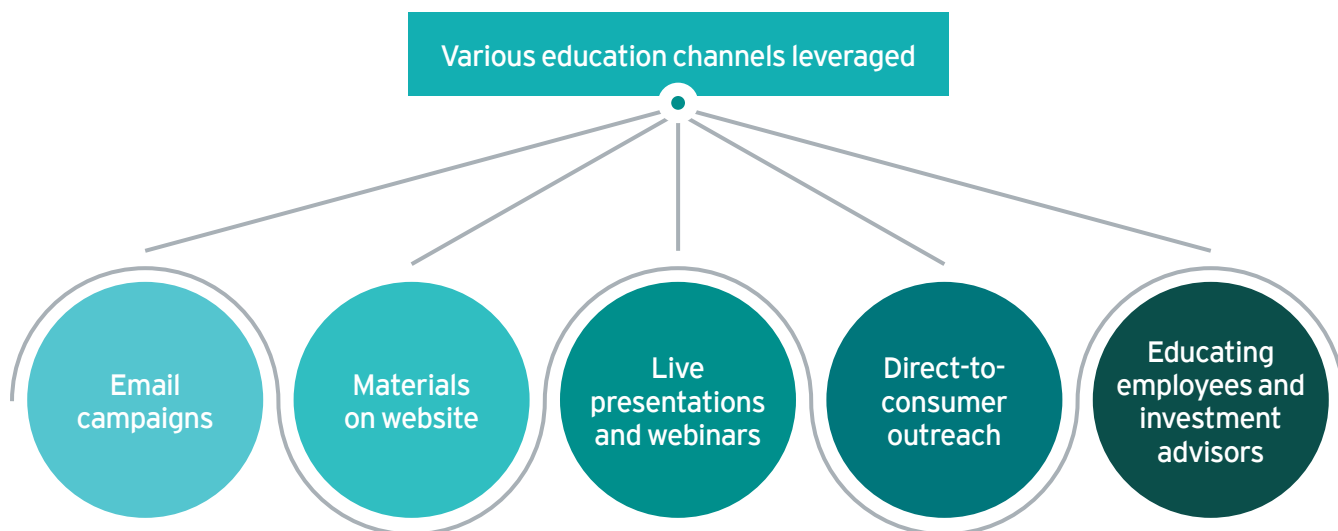 Various education channels leveraged
Email
campaigns
Materials
on website
Live
presentations
and webinars
Direct-to-
consumer
outreach
Educating
employees and
investment
advisors